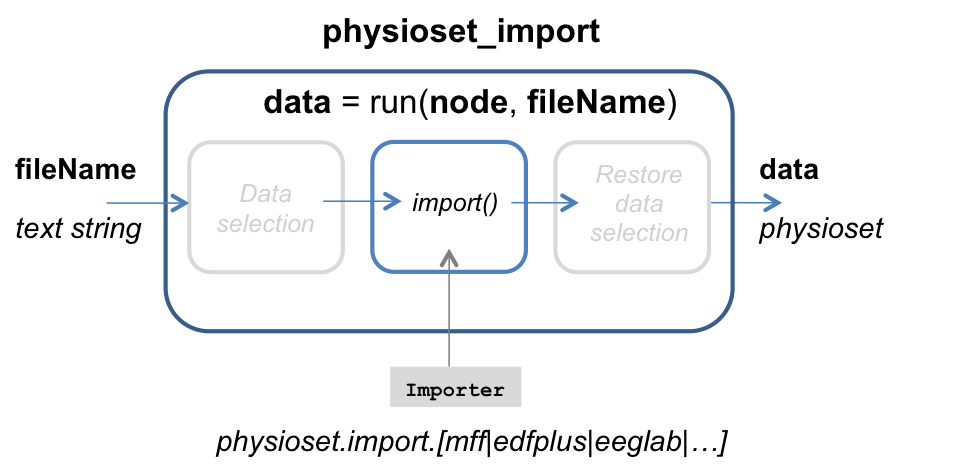 physioset_import
data = run(node, fileName)
fileName
text string
Data
selection
import()
Restore
data
selection
data
physioset
Importer
physioset.import.[mff|edfplus|eeglab|…]